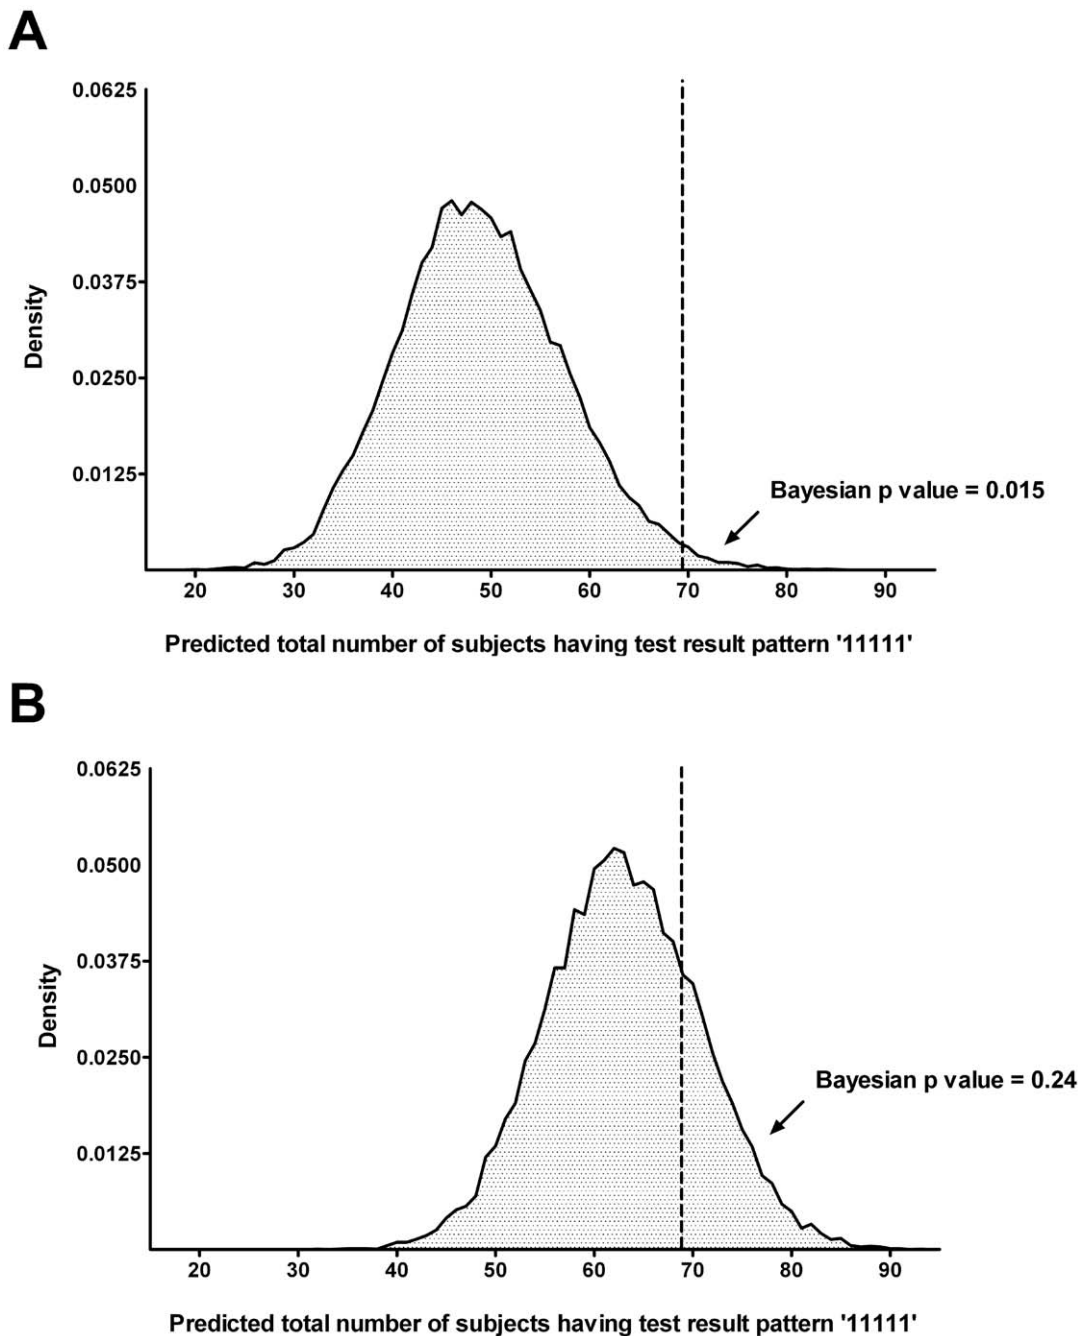 A
0.0625
0.0500
0.0375
0.0250
0.0125
Density
Bayesian p value = 0.015
20 30 40 50 60 70 80 90
Predicted total number of subjects having test result pattern '11111'
B
0.0625
0.0500
0.0375
0.0250
0.0125
Density
Bayesian p value = 0.24
20 30 40 50 60 70 80 90
Predicted total number of subjects having test result pattern '11111'